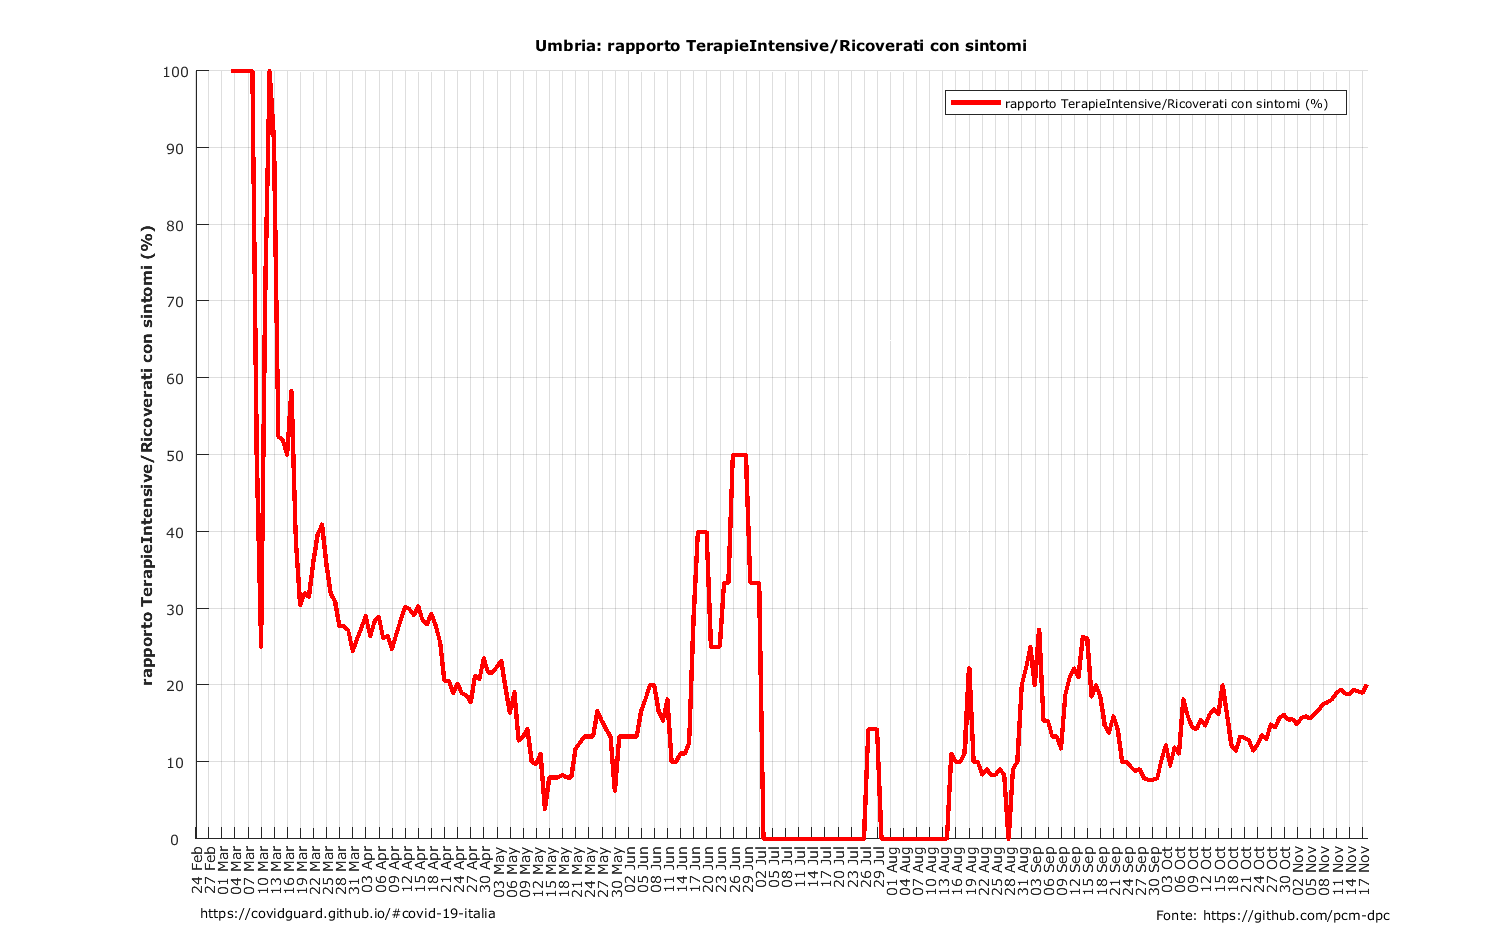 Umbria: rapporto TerapieIntensive/Ricoverati con sintomi
rapporto TerapieIntensive/Ricoverati con sintomi (%)
rapporto TerapieIntensive/Ricoverati con sintomi (%)
100
90
80
70
60
50
40
30
20
10
0
24 Feb
27 Feb
01 Mar
04 Mar
07 Mar
10 Mar
13 Mar
16 Mar
19 Mar
22 Mar
25 Mar
28 Mar
31 Mar
03 Apr
06 Apr
09 Apr
12 Apr
15 Apr
18 Apr
21 Apr
24 Apr
27 Apr
30 Apr
03 May
06 May
09 May
12 May
15 May
18 May
21 May
24 May
27 May
30 May
02 Jun
05 Jun
08 Jun
11 Jun
14 Jun
17 Jun
20 Jun
23 Jun
26 Jun
29 Jun
02 Jul
05 Jul
08 Jul
11 Jul
14 Jul
17 Jul
20 Jul
23 Jul
26 Jul
29 Jul
01 Aug
04 Aug
07 Aug
10 Aug
13 Aug
16 Aug
19 Aug
22 Aug
25 Aug
28 Aug
31 Aug
03 Sep
06 Sep
09 Sep
12 Sep
15 Sep
18 Sep
21 Sep
24 Sep
27 Sep
30 Sep
03 Oct
06 Oct
09 Oct
12 Oct
15 Oct
18 Oct
21 Oct
24 Oct
27 Oct
30 Oct
02 Nov
05 Nov
08 Nov
11 Nov
14 Nov
17 Nov
https://covidguard.github.io/#covid-19-italia
Fonte: https://github.com/pcm-dpc